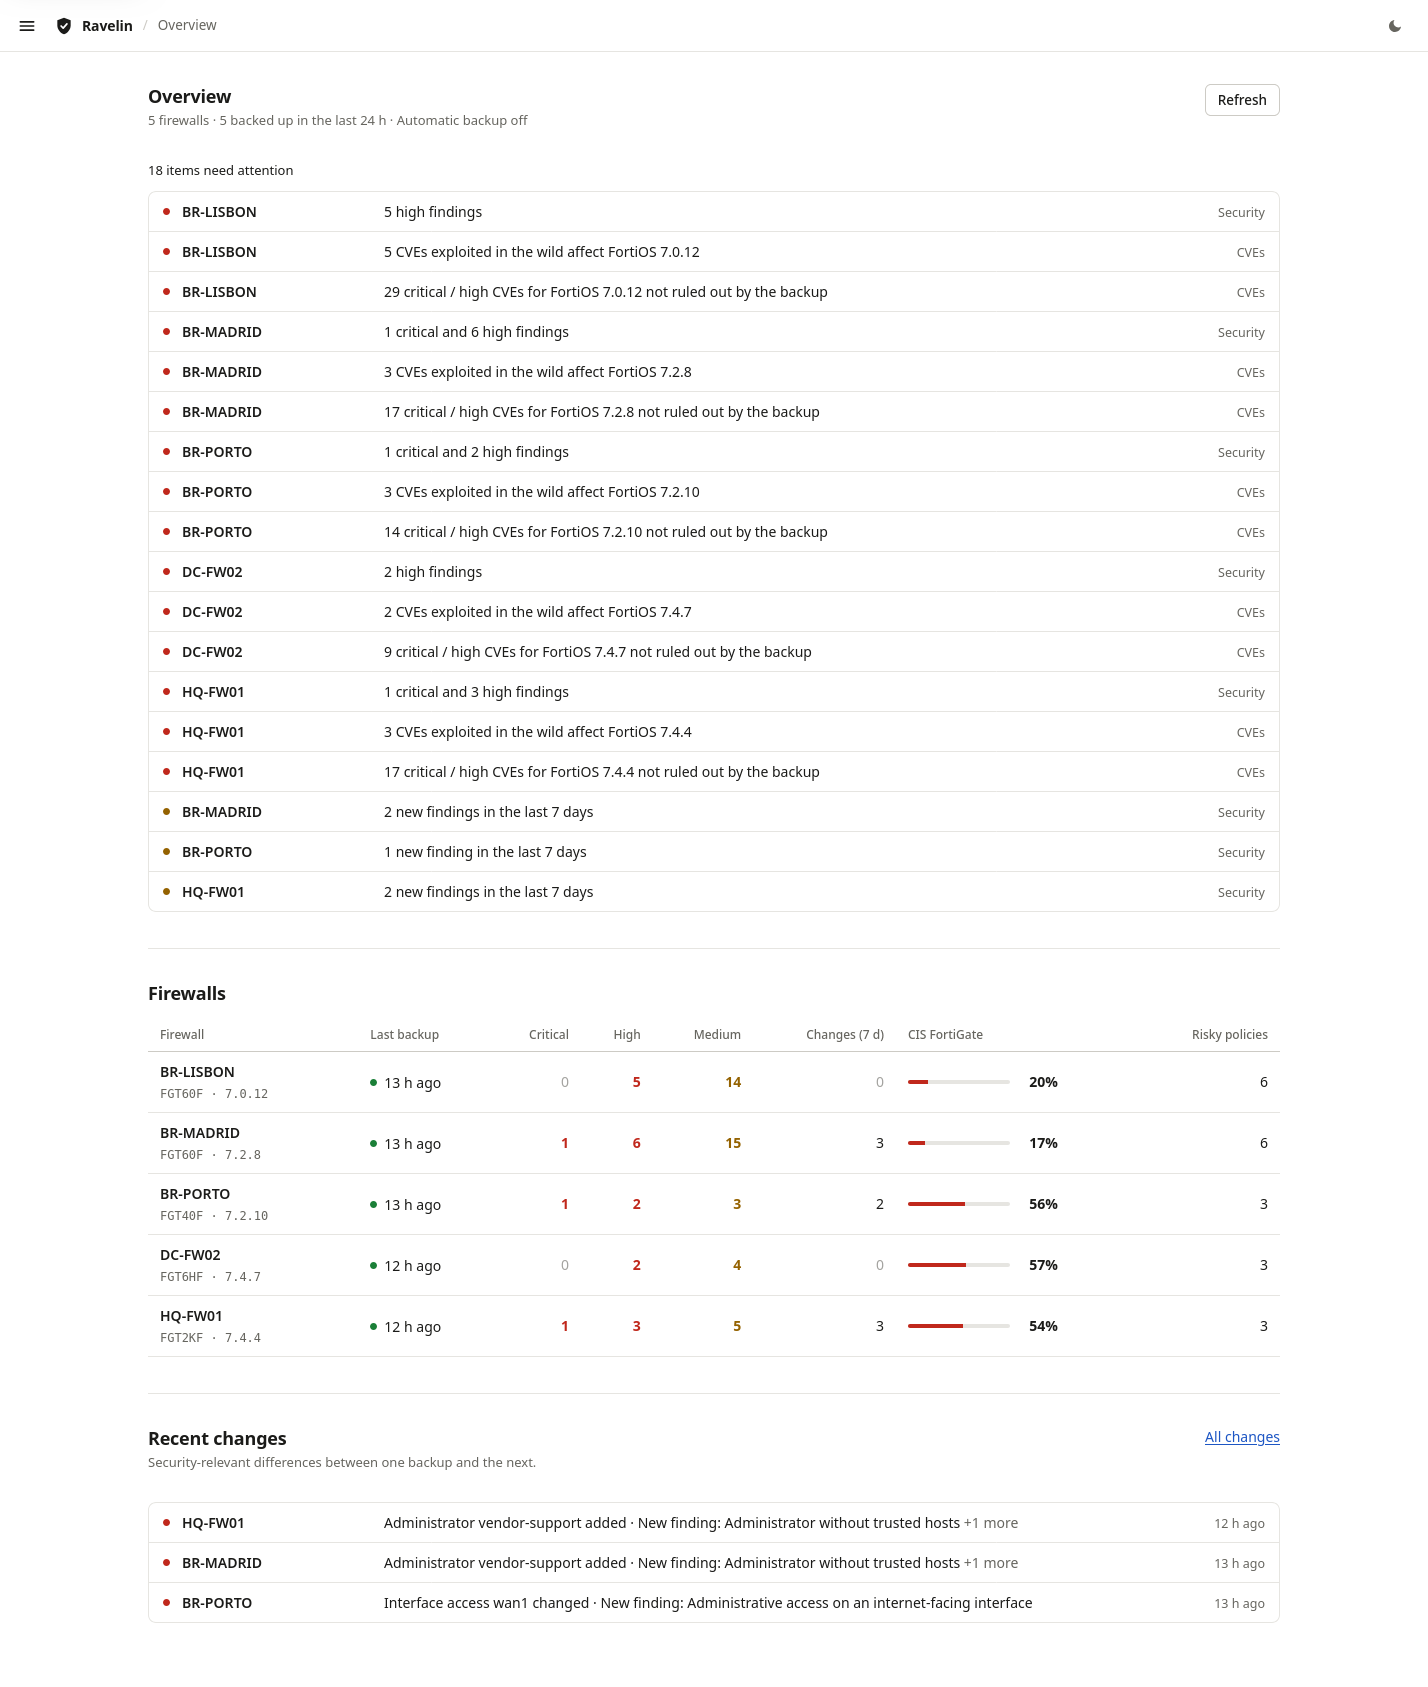 Ravelin / Overview
Overview
Refresh
5 firewalls · 5 backed up in the last 24 h · Automatic backup off
18 items need attention
BR-LISBON 5 high findings Security
BR-LISBON 5 CVEs exploited in the wild affect FortiOS 7.0.12 CVEs
BR-LISBON 29 critical / high CVEs for FortiOS 7.0.12 not ruled out by the backup CVEs
BR-MADRID 1 critical and 6 high findings Security
BR-MADRID 3 CVEs exploited in the wild affect FortiOS 7.2.8 CVEs
BR-MADRID 17 critical / high CVEs for FortiOS 7.2.8 not ruled out by the backup CVEs
BR-PORTO 1 critical and 2 high findings Security
BR-PORTO 3 CVEs exploited in the wild affect FortiOS 7.2.10 CVEs
BR-PORTO 14 critical / high CVEs for FortiOS 7.2.10 not ruled out by the backup CVEs
DC-FW02 2 high findings Security
DC-FW02 2 CVEs exploited in the wild affect FortiOS 7.4.7 CVEs
DC-FW02 9 critical / high CVEs for FortiOS 7.4.7 not ruled out by the backup CVEs
HQ-FW01 1 critical and 3 high findings Security
HQ-FW01 3 CVEs exploited in the wild affect FortiOS 7.4.4 CVEs
HQ-FW01 17 critical / high CVEs for FortiOS 7.4.4 not ruled out by the backup CVEs
BR-MADRID 2 new findings in the last 7 days Security
BR-PORTO 1 new finding in the last 7 days Security
HQ-FW01 2 new findings in the last 7 days Security
Firewalls
Firewall Last backup Critical High Medium Changes (7 d) CIS FortiGate Risky policies
BR-LISBON 13 h ago 0 5 14 0 20% 6
FGT60F · 7.0.12
BR-MADRID 13 h ago 1 6 15 3 17% 6
FGT60F · 7.2.8
BR-PORTO 13 h ago 1 2 3 2 56% 3
FGT40F · 7.2.10
DC-FW02 12 h ago 0 2 4 0 57% 3
FGT6HF · 7.4.7
HQ-FW01 12 h ago 1 3 5 3 54% 3
FGT2KF · 7.4.4
Recent changes
All changes
Security-relevant differences between one backup and the next.
HQ-FW01 Administrator vendor-support added · New finding: Administrator without trusted hosts +1 more 12 h ago
BR-MADRID Administrator vendor-support added · New finding: Administrator without trusted hosts +1 more 13 h ago
BR-PORTO Interface access wan1 changed · New finding: Administrative access on an internet-facing interface 13 h ago